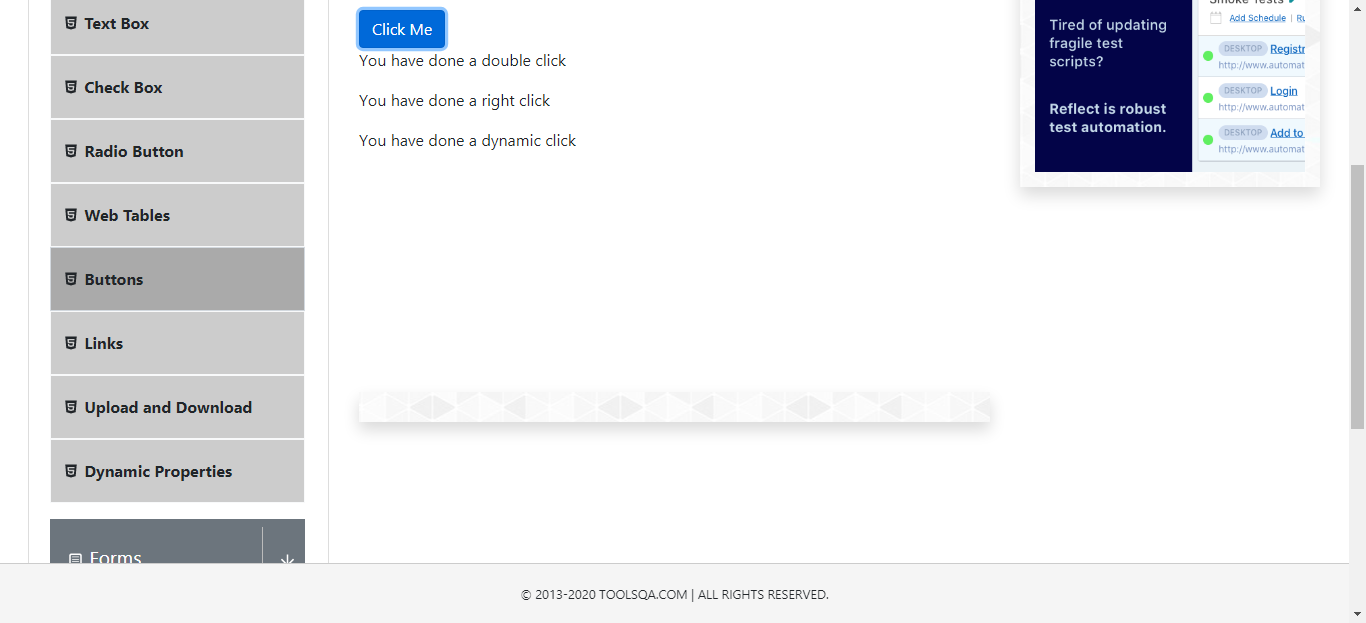 Text Box
Check Box
Radio Button
Web Tables
Buttons
Links
Upload and Download
Dynamic Properties
Forms
Click Me
You have done a double click
You have done a right click
You have done a dynamic click
Tired of updating
fragile test
scripts?
Reflect is robust
test automation.
Smoke Tests
Add Schedule | Ru
DESKTOP Registr
http://www.automat
DESKTOP Login
http://www.automat
DESKTOP Add to
http://www.automat
© 2013-2020 TOOLSQA.COM | ALL RIGHTS RESERVED.